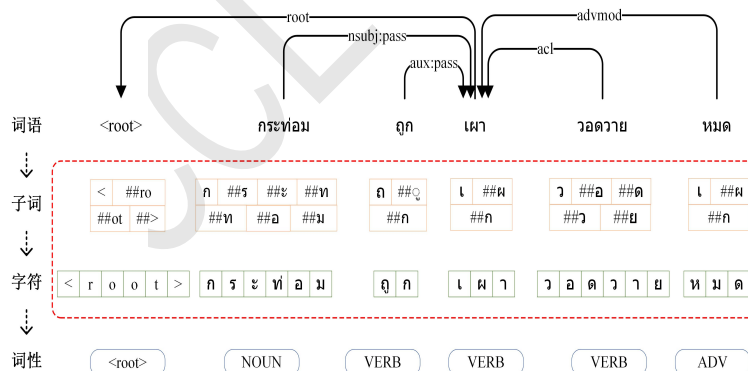 root
advmod
nsubj:pass
acl
aux:pass
词语 <root> กระท่อม ถูก เผา วอดวาย หมด
< ##ro ก ##ร ##ะ ##ท ถ ##ู เ ##ผ ว ##อ ##ด เ ##ผ
子词
##ot ##> ##ท ##อ ##ม ##ก ##ก ##ว ##ย ##ก
字符 < r o o t > ก ร ะ ท่ อ ม ถู ก เ ผ า ว อ ด ว า ย ห ม ด
词性 <root> NOUN VERB VERB VERB ADV